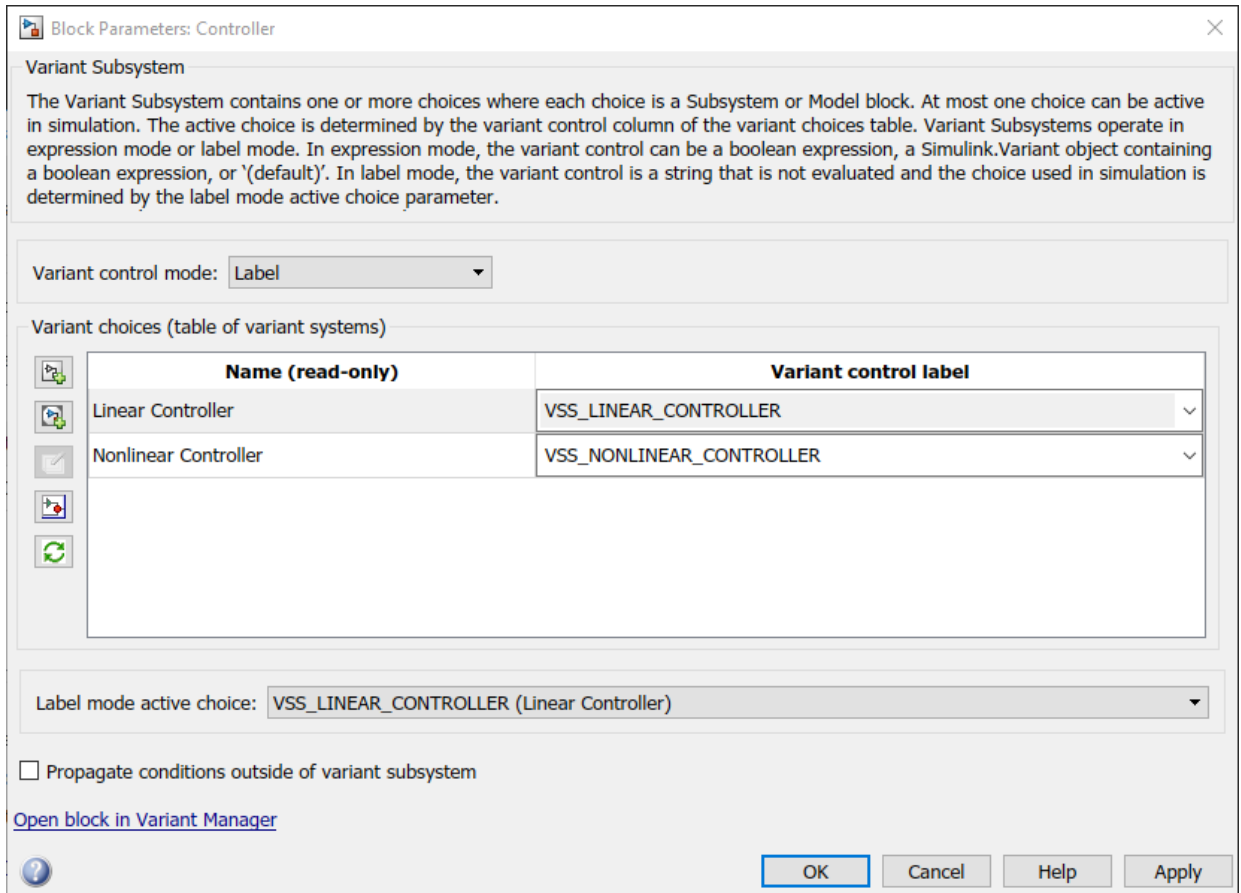 Block Parameters: Controller
Variant Subsystem
The Variant Subsystem contains one or more choices where each choice is a Subsystem or Model block. At most one choice can be active
in simulation. The active choice is determined by the variant control column of the variant choices table. Variant Subsystems operate in
expression mode or label mode. In expression mode, the variant control can be a boolean expression, a Simulink.Variant object containing
a boolean expression, or '(default)'. In label mode, the variant control is a string that is not evaluated and the choice used in simulation is
determined by the label mode active choice parameter.
Variant control mode: Label
Variant choices (table of variant systems)
Name (read-only) Variant control label
Linear Controller VSS_LINEAR_CONTROLLER
Nonlinear Controller VSS_NONLINEAR_CONTROLLER
Label mode active choice: VSS_LINEAR_CONTROLLER (Linear Controller)
Propagate conditions outside of variant subsystem
Open block in Variant Manager
? OK Cancel Help Apply